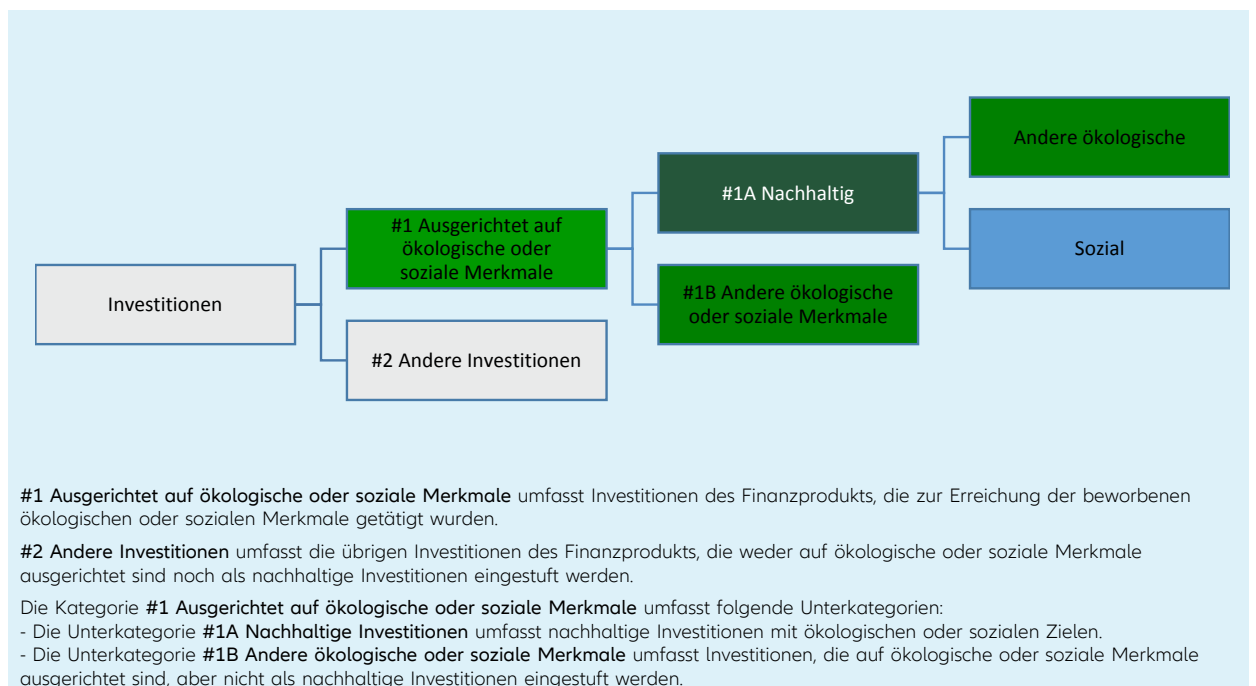 Andere ökologische
#1A Nachhaltig
#1 Ausgerichtet auf
ökologische oder
soziale Merkmale
Sozial
Investitionen
#1B Andere ökologische
oder soziale Merkmale
#2 Andere Investitionen
#1 Ausgerichtet auf ökologische oder soziale Merkmale umfasst Investitionen des Finanzprodukts, die zur Erreichung der beworbenen
ökologischen oder sozialen Merkmale getätigt wurden.
#2 Andere Investitionen umfasst die übrigen Investitionen des Finanzprodukts, die weder auf ökologische oder soziale Merkmale
ausgerichtet sind noch als nachhaltige Investitionen eingestuft werden.
Die Kategorie #1 Ausgerichtet auf ökologische oder soziale Merkmale umfasst folgende Unterkategorien:
- Die Unterkategorie #1A Nachhaltige Investitionen umfasst nachhaltige Investitionen mit ökologischen oder sozialen Zielen.
- Die Unterkategorie #1B Andere ökologische oder soziale Merkmale umfasst Investitionen, die auf ökologische oder soziale Merkmale
ausgerichtet sind, aber nicht als nachhaltige Investitionen eingestuft werden.